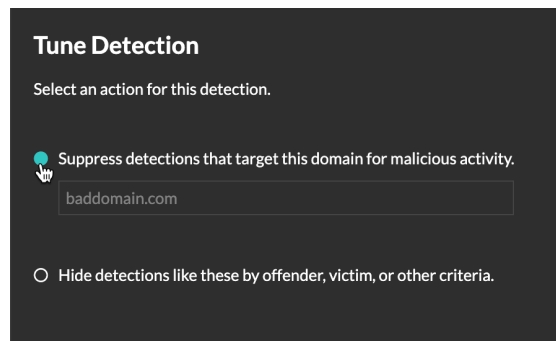 Tune Detection
Select an action for this detection.
Suppress detections that target this domain for malicious activity.
baddomain.com
Hide detections like these by offender, victim, or other criteria.